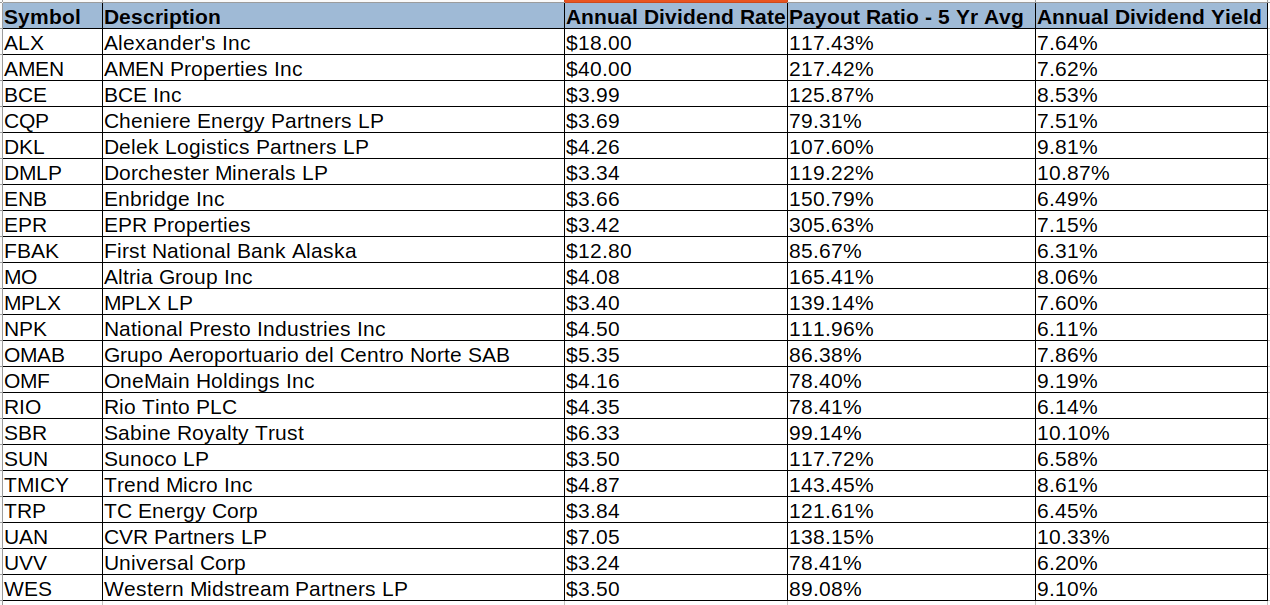 Symbol Description Annual Dividend Rate Payout Ratio - 5 Yr Avg Annual Dividend Yield
ALX Alexander's Inc $18.00 117.43% 7.64%
AMEN AMEN Properties Inc $40.00 217.42% 7.62%
BCE BCE Inc $3.99 125.87% 8.53%
CQP Cheniere Energy Partners LP $3.69 79.31% 7.51%
DKL Delek Logistics Partners LP $4.26 107.60% 9.81%
DMLP Dorchester Minerals LP $3.34 119.22% 10.87%
ENB Enbridge Inc $3.66 150.79% 6.49%
EPR EPR Properties $3.42 305.63% 7.15%
FBAK First National Bank Alaska $12.80 85.67% 6.31%
MO Altria Group Inc $4.08 165.41% 8.06%
MPLX MPLX LP $3.40 139.14% 7.60%
NPK National Presto Industries Inc $4.50 111.96% 6.11%
OMAB Grupo Aeroportuario del Centro Norte SAB $5.35 86.38% 7.86%
OMF OneMain Holdings Inc $4.16 78.40% 9.19%
RIO Rio Tinto PLC $4.35 78.41% 6.14%
SBR Sabine Royalty Trust $6.33 99.14% 10.10%
SUN Sunoco LP $3.50 117.72% 6.58%
TMICY Trend Micro Inc $4.87 143.45% 8.61%
TRP TC Energy Corp $3.84 121.61% 6.45%
UAN CVR Partners LP $7.05 138.15% 10.33%
UVV Universal Corp $3.24 78.41% 6.20%
WES Western Midstream Partners LP $3.50 89.08% 9.10%